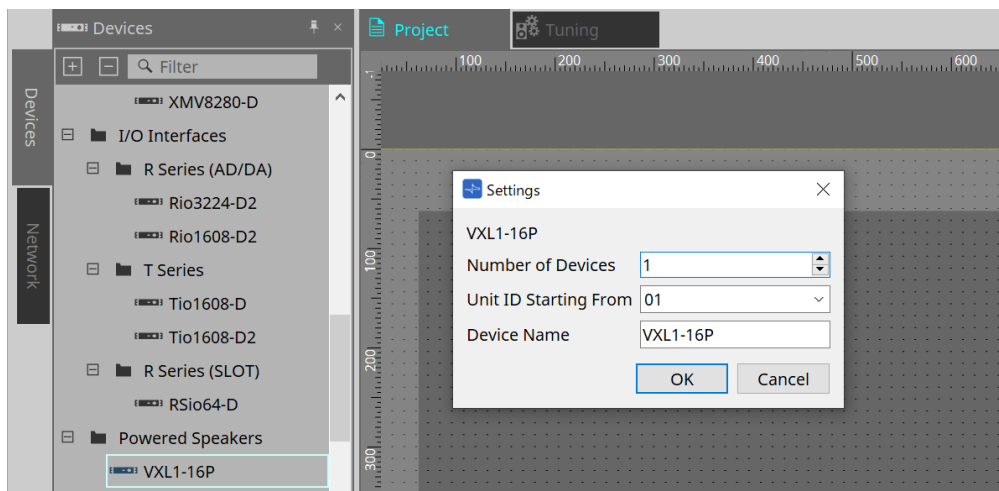 Devices
Filter
XMV8280-D
I/O Interfaces
R Series (AD/DA)
Rio3224-D2
Rio1608-D2
T Series
Tio1608-D
Tio1608-D2
R Series (SLOT)
RSio64-D
Powered Speakers
VXL1-16P
Devices
Network
Project
Tuning
100
200
300
400
500
600
0
100
200
300
Settings
VXL1-16P
Number of Devices 1
Unit ID Starting From 01
Device Name VXL1-16P
OK Cancel